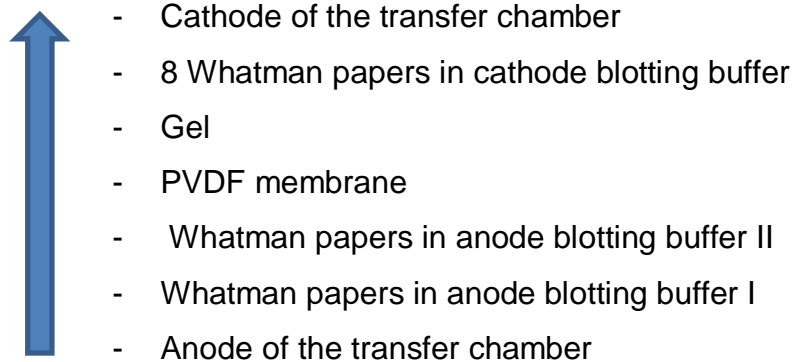 - Cathode of the transfer chamber
- 8 Whatman papers in cathode blotting buffer
- Gel
- PVDF membrane
- Whatman papers in anode blotting buffer II
- Whatman papers in anode blotting buffer I
- Anode of the transfer chamber